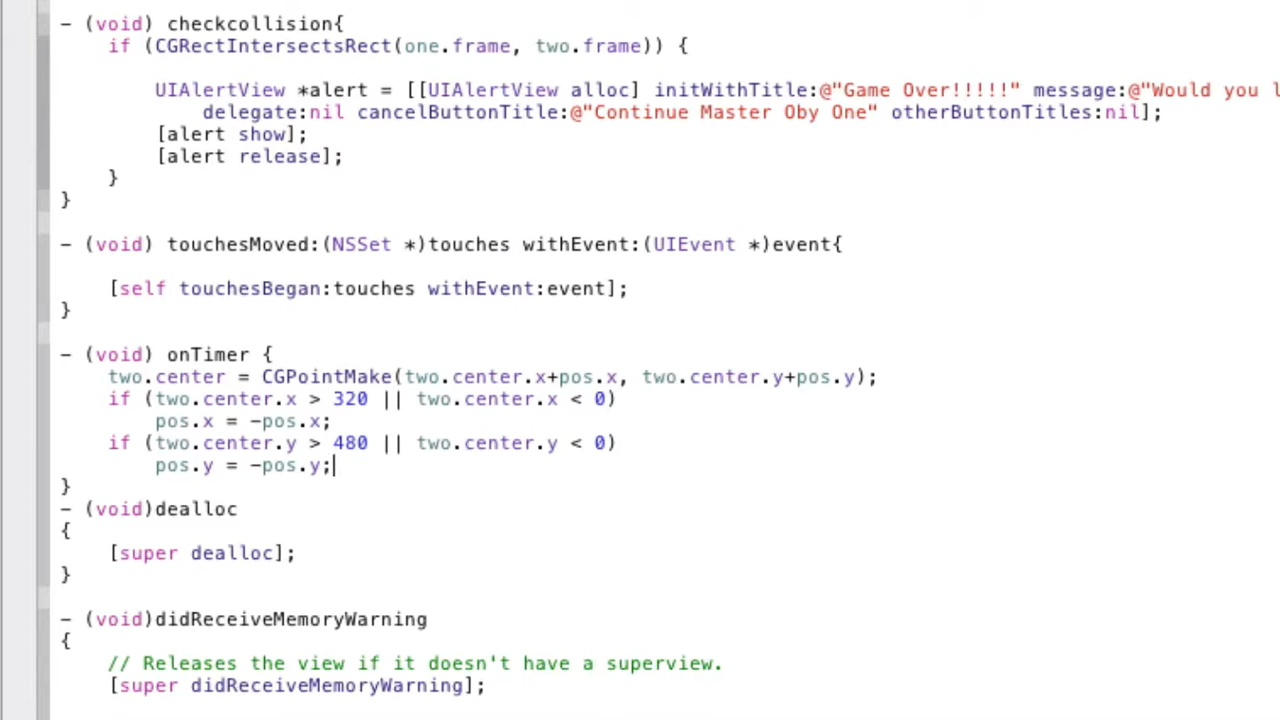 - (void) checkcollision{
if (CGRectIntersectsRect(one.frame, two.frame)) {
UIAlertView *alert = [[UIAlertView alloc] initWithTitle:@"Game Over!!!!!" message:@"Would you l
delegate:nil cancelButtonTitle:@"Continue Master Oby One" otherButtonTitles:nil];
[alert show];
[alert release];
}
}
- (void) touchesMoved:(NSSet *)touches withEvent:(UIEvent *)event{
[self touchesBegan:touches withEvent:event];
}
- (void) onTimer {
two.center = CGPointMake(two.center.x+pos.x, two.center.y+pos.y);
if (two.center.x > 320 || two.center.x < 0)
pos.x = -pos.x;
if (two.center.y > 480 || two.center.y < 0)
pos.y = -pos.y;
}
- (void)dealloc
{
[super dealloc];
}
- (void)didReceiveMemoryWarning
{
// Releases the view if it doesn't have a superview.
[super didReceiveMemoryWarning];